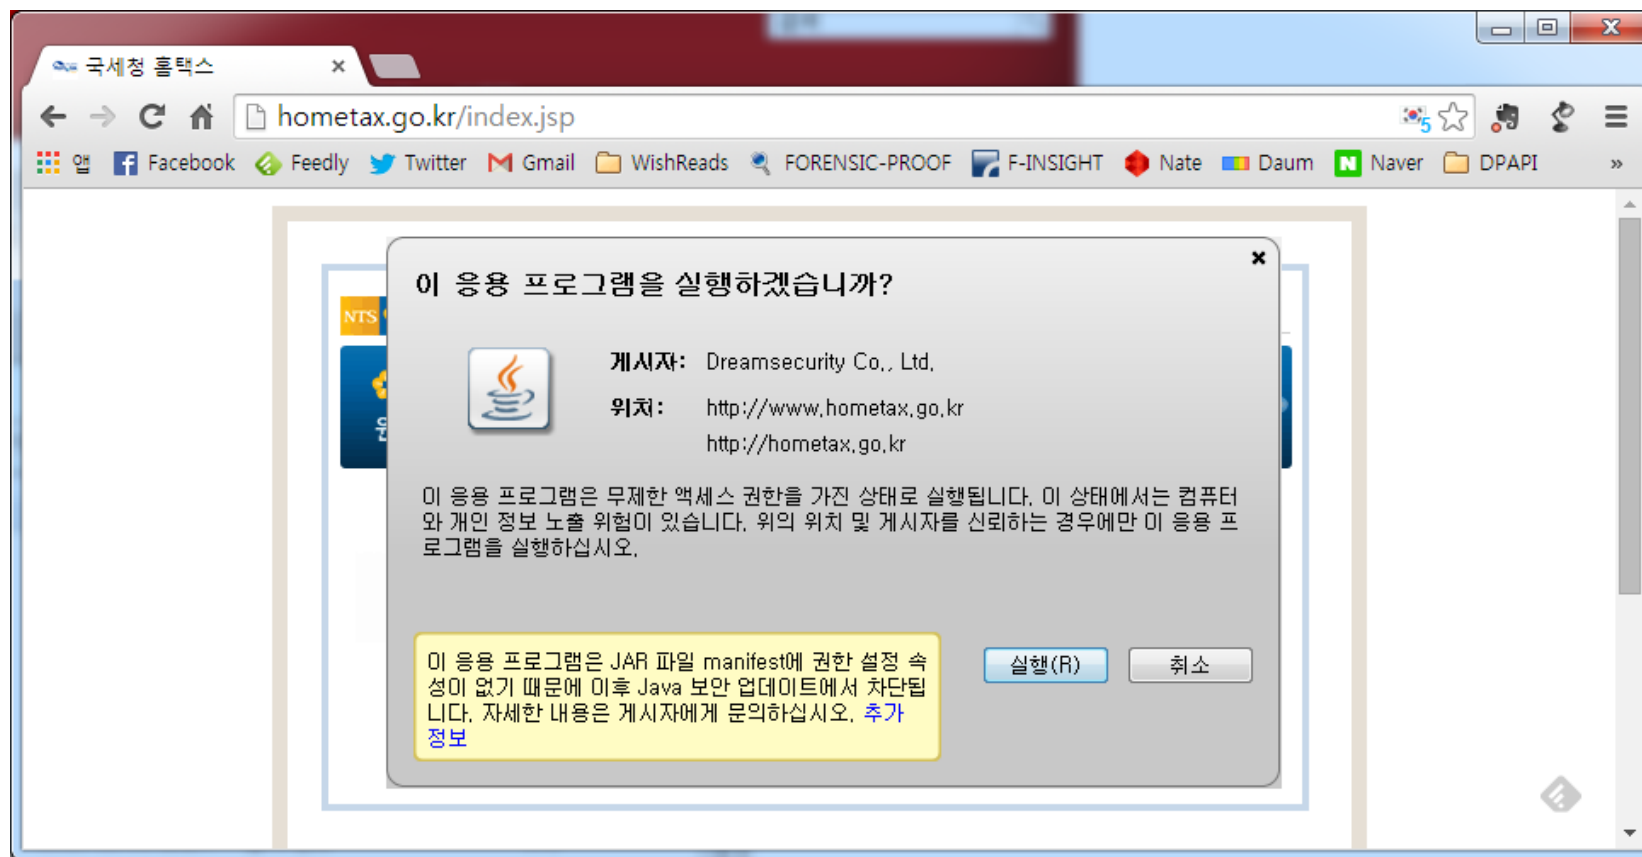 국세청 홈택스
hometax.go.kr/index.jsp
5
앱 Facebook Feedly Twitter Gmail WishReads FORENSIC-PROOF F-INSIGHT Nate Daum Naver DPAPI »
NTS
이 응용 프로그램을 실행하겠습니까?
게시자: Dreamsecurity Co., Ltd.
위치: http://www.hometax.go.kr
http://hometax.go.kr
이 응용 프로그램은 무제한 액세스 권한을 가진 상태로 실행됩니다. 이 상태에서는 컴퓨터
와 개인 정보 노출 위험이 있습니다. 위의 위치 및 게시자를 신뢰하는 경우에만 이 응용 프
로그램을 실행하십시오.
이 응용 프로그램은 JAR 파일 manifest에 권한 설정 속
성이 없기 때문에 이후 Java 보안 업데이트에서 차단됩
니다. 자세한 내용은 게시자에게 문의하십시오. 추가
정보
실행(R) 취소